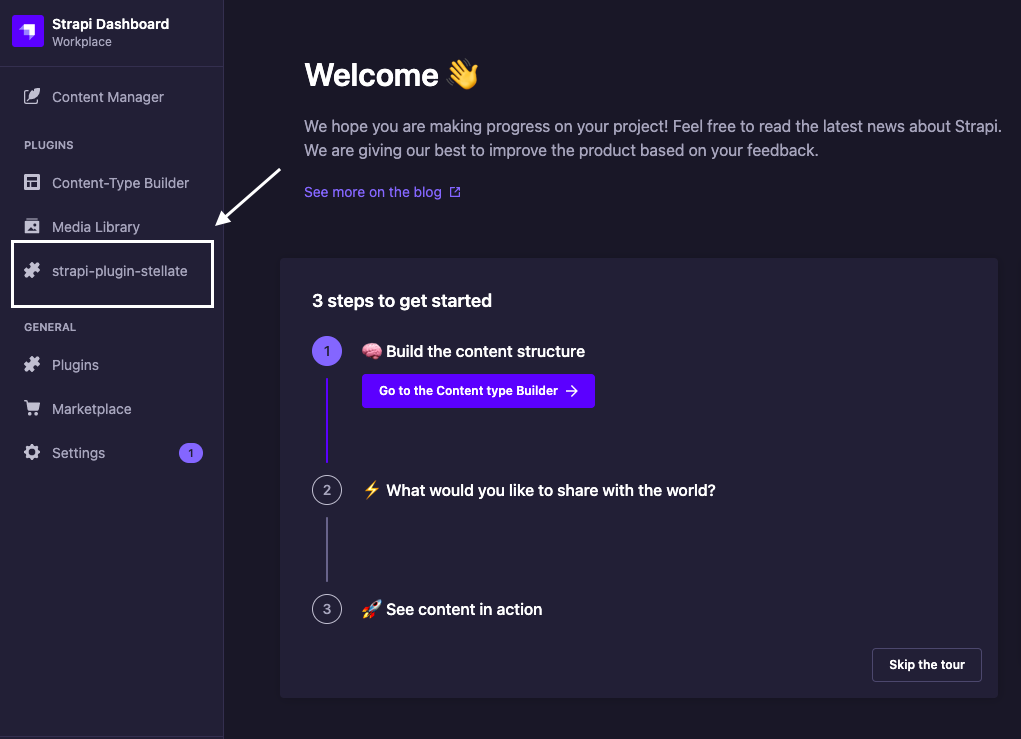 Strapi Dashboard
Workplace
Content Manager
PLUGINS
Content-Type Builder
Media Library
strapi-plugin-stellate
GENERAL
Plugins
Marketplace
Settings
1
Welcome 👋
We hope you are making progress on your project! Feel free to read the latest news about Strapi.
We are giving our best to improve the product based on your feedback.
See more on the blog
3 steps to get started
1
🧠 Build the content structure
Go to the Content type Builder
2
⚡ What would you like to share with the world?
3
🚀 See content in action
Skip the tour